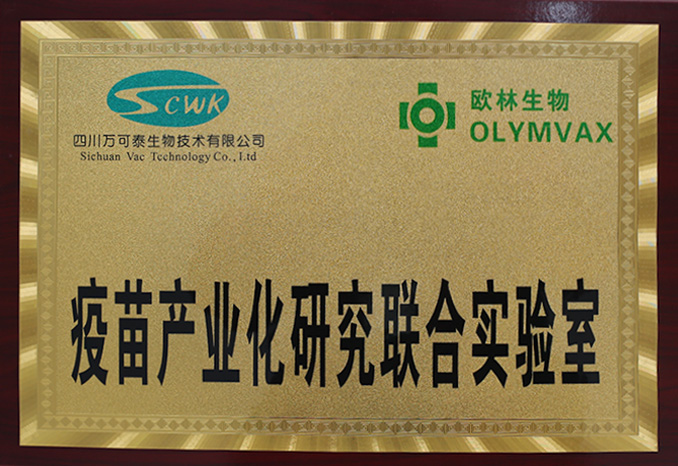 SCWK
四川万可泰生物技术有限公司
Sichuan Vac Technology Co., Ltd
欧林生物
OLYMVAX
疫苗产业化研究联合实验室